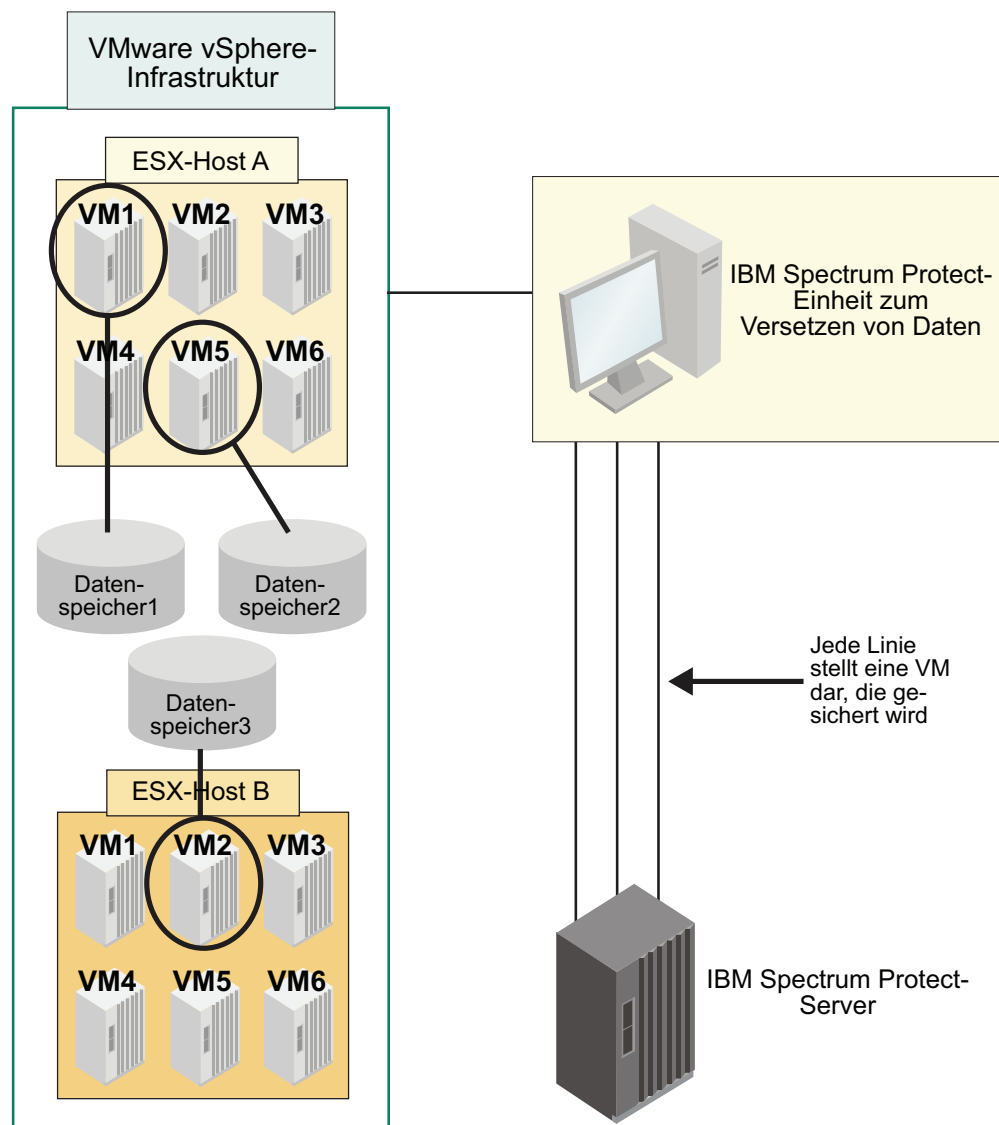 VMware vSphere-
Infrastruktur
ESX-Host A
VM1 VM2 VM3
VM4 VM5 VM6
Daten-
speicher1
Daten-
speicher2
Daten-
speicher3
ESX-Host B
VM1 VM2 VM3
VM4 VM5 VM6
IBM Spectrum Protect-
Einheit zum
Versetzen von Daten
Jede Linie
stellt eine VM
dar, die ge-
sichert wird
IBM Spectrum Protect-
Server